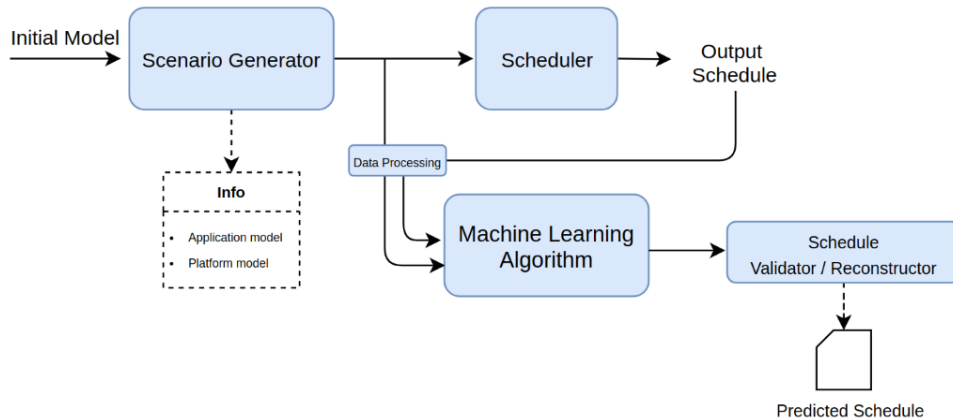 Initial Model
Scenario Generator
Scheduler
Output
Schedule
Data Processing
Info
Application model
Platform model
Machine Learning
Algorithm
Schedule
Validator / Reconstructor
Predicted Schedule